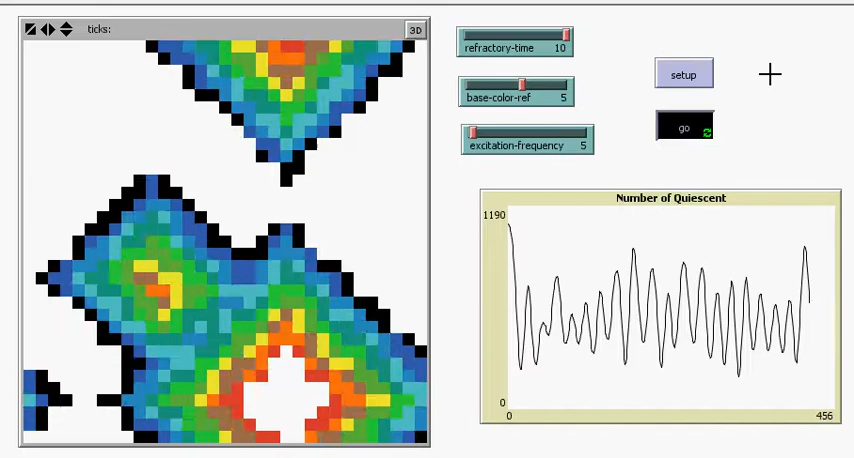 ticks:
3D
refractory-time 10
base-color-ref 5
excitation-frequency 5
setup
go
Number of Quiescent
1190
0
0 456